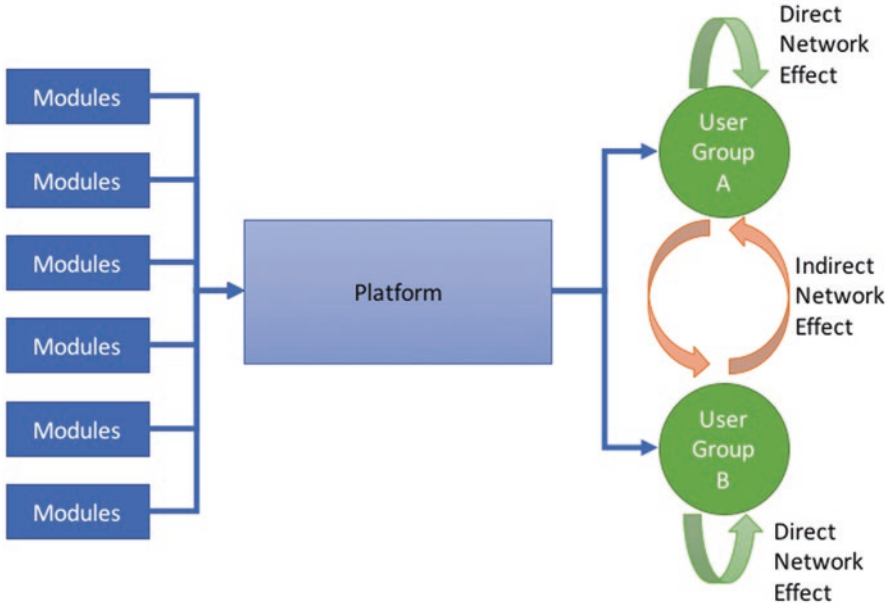 Direct
Network
Effect
Modules
User
Group
A
Modules
Modules
Platform
Indirect
Network
Effect
Modules
Modules
User
Group
B
Modules
Direct
Network
Effect